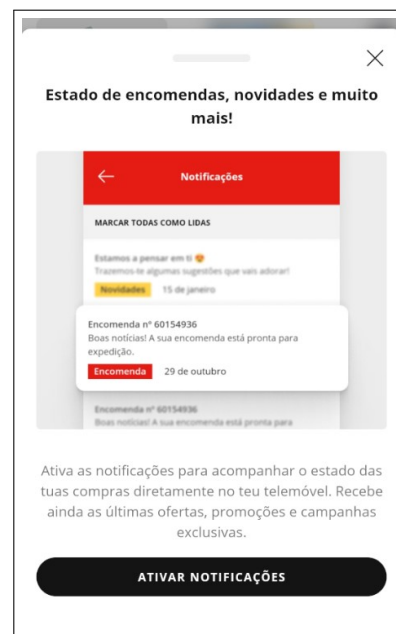 Estado de encomendas, novidades e muito
mais!
Notificações
MARCAR TODAS COMO LIDAS
Estamos a pensar em ti 😍
Trazemos-te algumas sugestões que vais adorar!
Novidades 15 de janeiro
Encomenda nº 60154936
Boas notícias! A sua encomenda está pronta para
expedição.
Encomenda 29 de outubro
Encomenda nº 60154936
Boas notícias! A sua encomenda está pronta para
Ativa as notificações para acompanhar o estado das
tuas compras diretamente no teu telemóvel. Recebe
ainda as últimas ofertas, promoções e campanhas
exclusivas.
ATIVAR NOTIFICAÇÕES